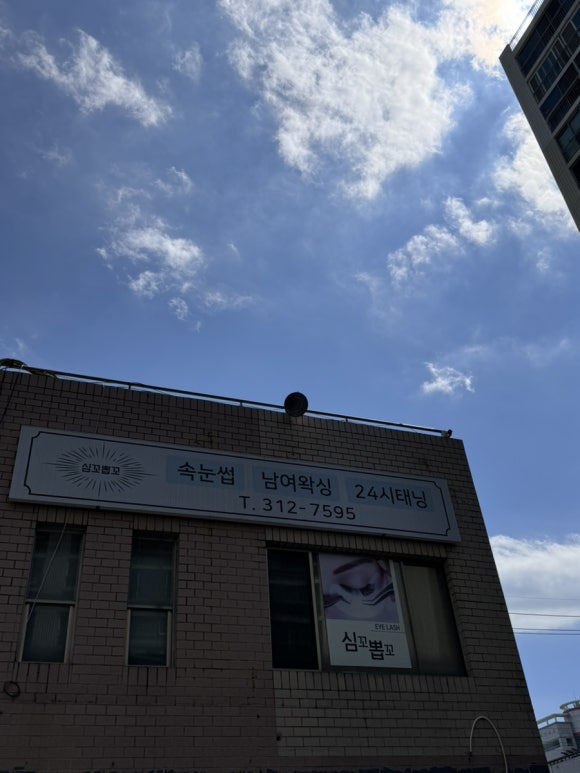 심꼬뽑꼬
속눈썹 남여왁싱 24시태닝
T. 312-7595
EYE LASH
심꼬뽑꼬